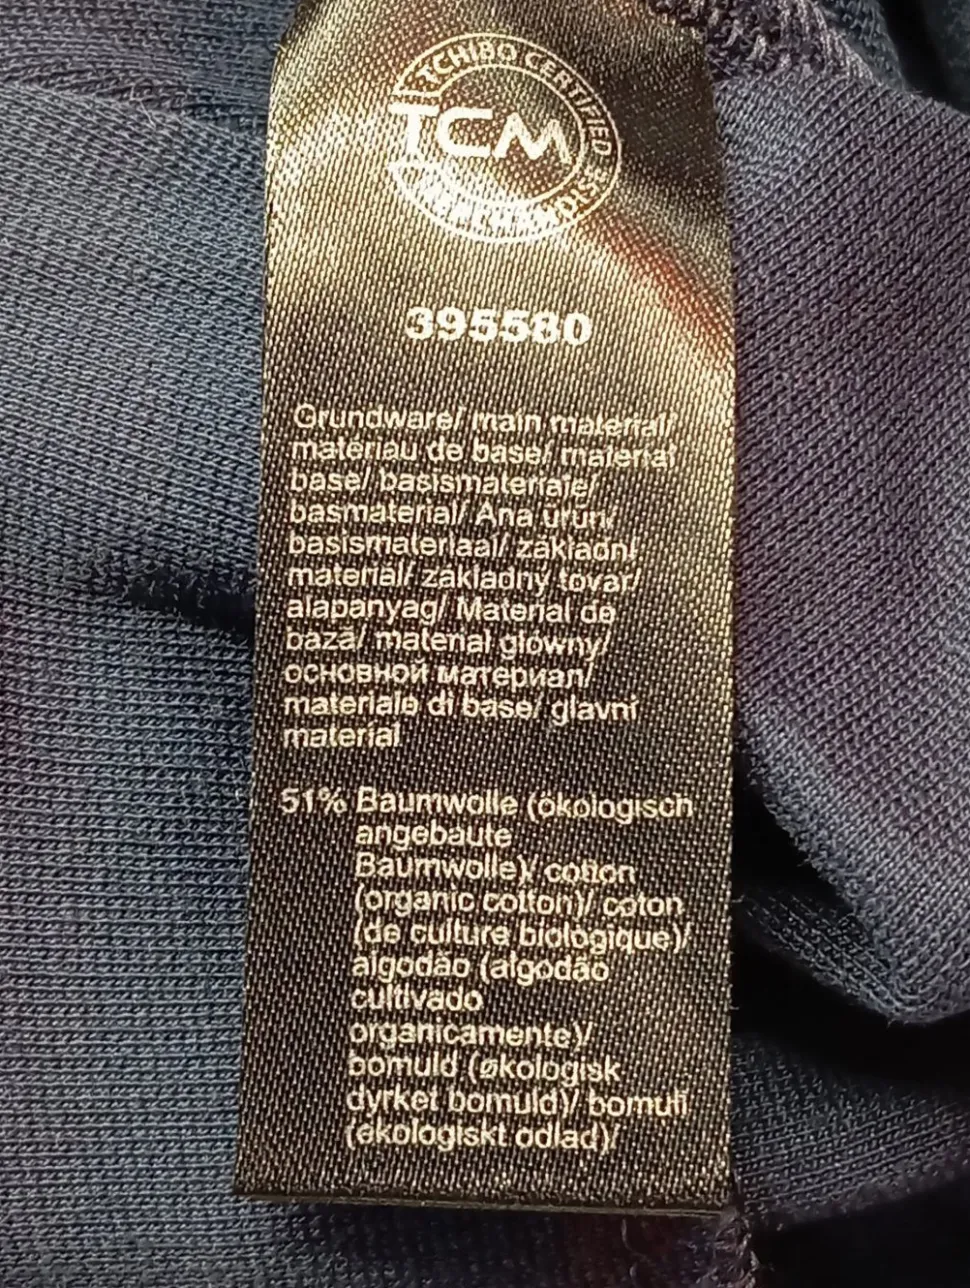 TCHIBO CERTIFIED
TCM
395580
Grundware/ main material/
matériau de base/ material
base/ basismateriale/
basmaterial/ Ana ürün/
basismateriaal/ základní
materiál/ základný tovar/
alapanyag/ Material de
bază/ materiał główny/
основной материал/
materiale di base/ glavni
material
51% Baumwolle (ökologisch
angebaute
Baumwolle)/ cotton
(organic cotton)/ coton
(de culture biologique)/
algodão (algodão
cultivado
organicamente)/
bomuld (økologisk
dyrket bomuld)/ bomull
(ekologiskt odlad)/